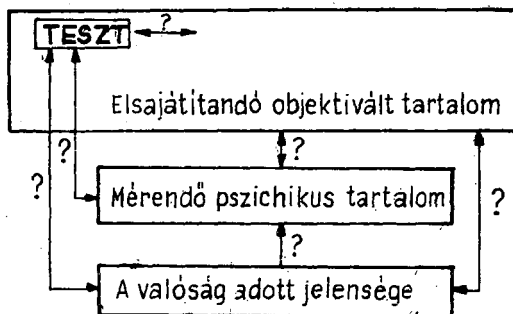 TESZT ?
Elsajátítandó objektivált tartalom
? ?
? ?
Mérendő pszichikus tartalom
?
A valóság adott jelensége